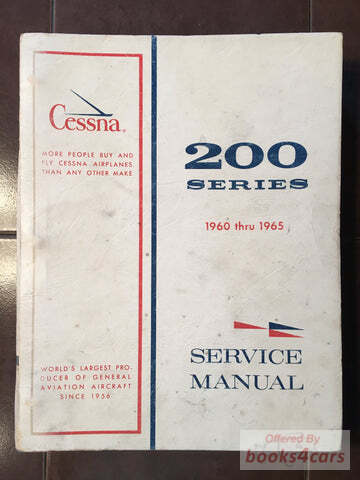 Cessna
MORE PEOPLE BUY AND
FLY CESSNA AIRPLANES
THAN ANY OTHER MAKE
WORLD'S LARGEST PRO-
DUCER OF GENERAL
AVIATION AIRCRAFT
SINCE 1956
200
SERIES
1960 thru 1965
SERVICE
MANUAL
Offered By
books4cars